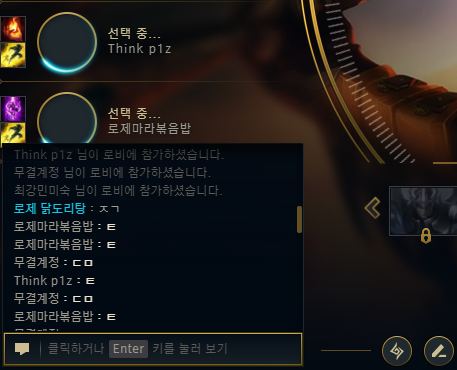 선택 중...
Think p1z
선택 중...
로제마라볶음밥
Think p1z 님이 로비에 참가하셨습니다.
무결계정 님이 로비에 참가하셨습니다.
최강민미숙 님이 로비에 참가하셨습니다.
로제 닭도리탕 : ㅈㄱ
로제마라볶음밥 : ㅌ
로제마라볶음밥 : ㅌ
무결계정 : ㄷㅁ
Think p1z : ㅌ
무결계정 : ㄷㅁ
로제마라볶음밥 : ㅌ
클릭하거나 Enter 키를 눌러 보기